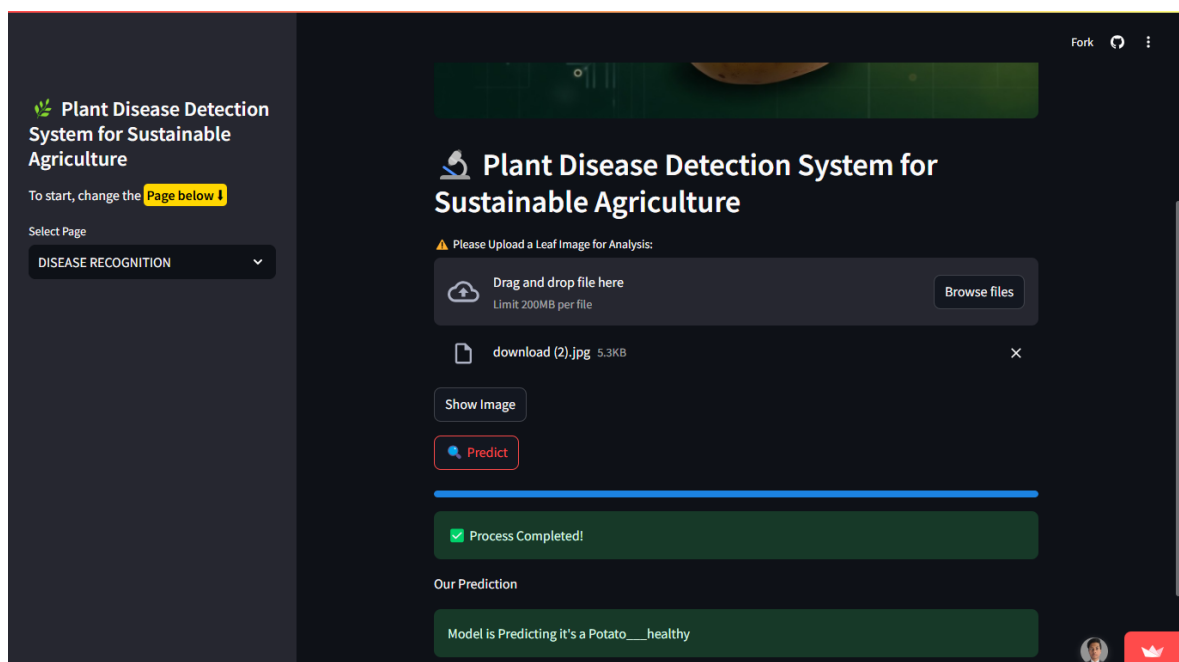 Fork
🌿 Plant Disease Detection
System for Sustainable
Agriculture
To start, change the Page below⬇
Select Page
DISEASE RECOGNITION
🔬 Plant Disease Detection System for
Sustainable Agriculture
⚠️ Please Upload a Leaf Image for Analysis:
Drag and drop file here
Limit 200MB per file
Browse files
download (2).jpg 5.3KB
Show Image
🔍 Predict
✅ Process Completed!
Our Prediction
Model is Predicting it's a Potato___healthy